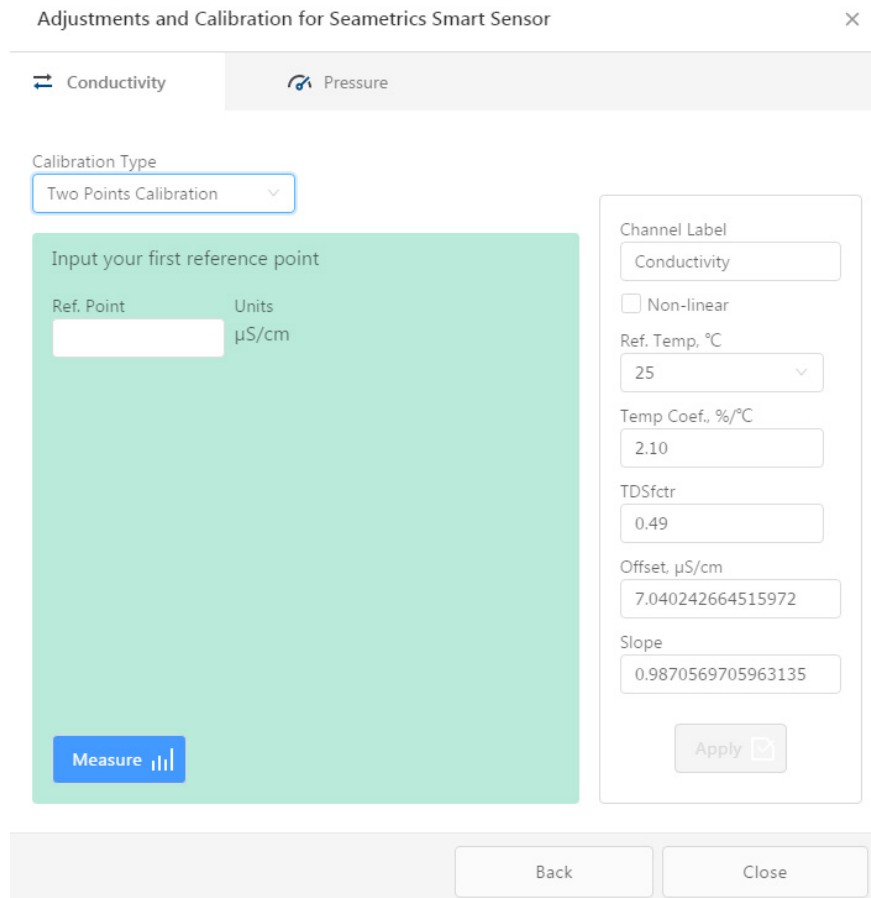 Adjustments and Calibration for Seametrics Smart Sensor
Conductivity
Pressure
Calibration Type
Two Points Calibration
Input your first reference point
Ref. Point
Units
µS/cm
Measure
Channel Label
Conductivity
Non-linear
Ref. Temp, °C
25
Temp Coef., %/°C
2.10
TDSfctr
0.49
Offset, µS/cm
7.040242664515972
Slope
0.9870569705963135
Apply
Back
Close